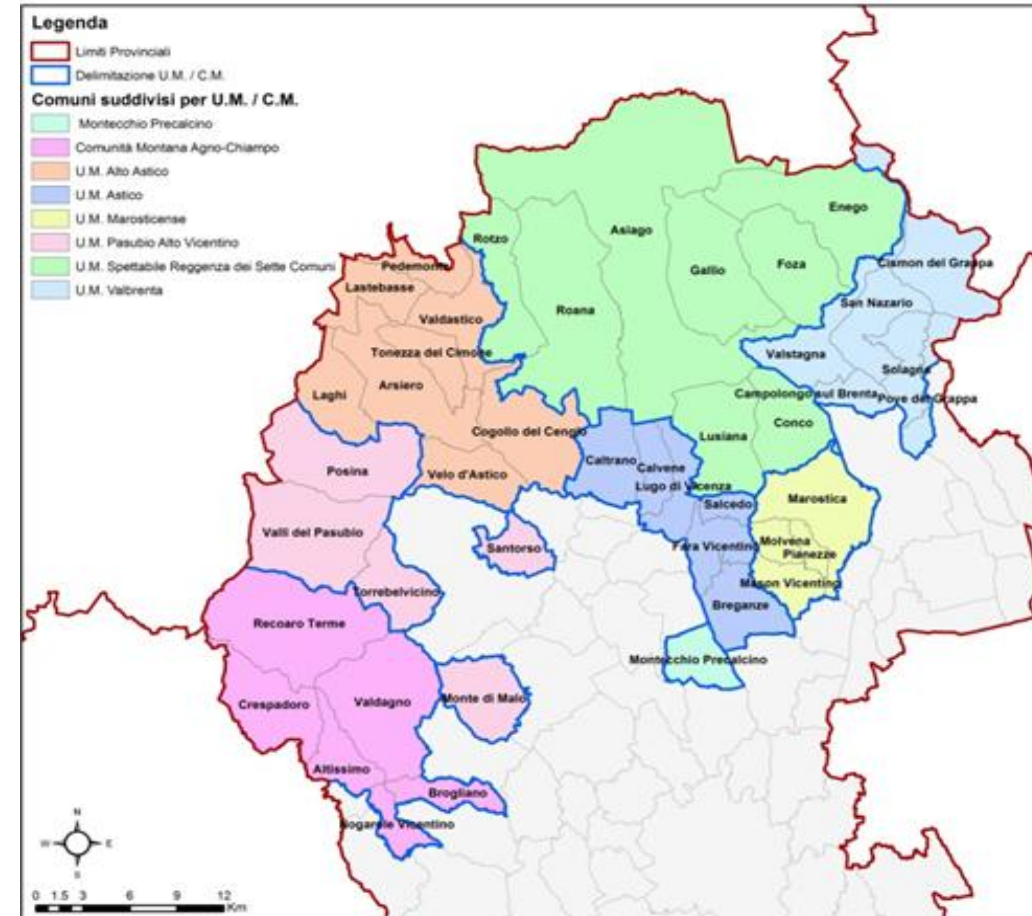 Legenda
Limiti Provinciali
Delimitazione U.M. / C.M.
Comuni suddivisi per U.M. / C.M.
Montecchio Precalcino
Comunità Montana Agno-Chiampo
U.M. Alto Astico
U.M. Astico
U.M. Marosticense
U.M. Pasubio Alto Vicentino
U.M. Spettabile Reggenza dei Sette Comuni
U.M. Valbrenta
Enego
Asiago
Rotzo
Foza
Gallio
Cismon del Grappa
Pedemonte
Lastebasse
San Nazario
Roana
Valdastico
Tonezza del Cimone
Valstagna
Solagna
Arsiero
Laghi
Campolongo sul Brenta
Pove del Grappa
Conco
Cogollo del Cengio
Lusiana
Caltrano
Calvene
Posina
Velo d'Astico
Lugo di Vicenza
Marostica
Salcedo
Valli del Pasubio
Santorso
Fara Vicentino
Molvena
Pianezze
Torrebelvicino
Mason Vicentino
Breganze
Recoaro Terme
Montecchio Precalcino
Monte di Malo
Crespadoro
Valdagno
Altissimo
Brogliano
Nogarole Vicentino
N
W E
S
0 1.5 3 6 9 12
Km